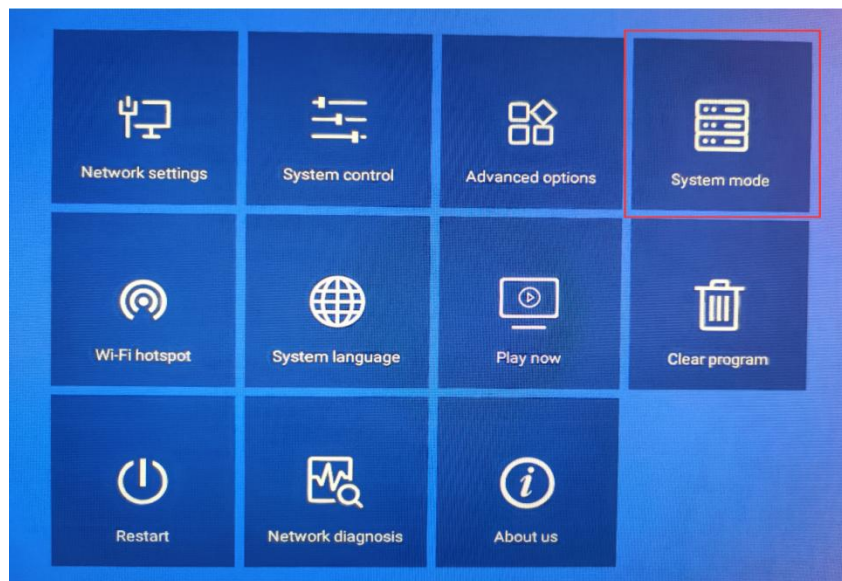 Network settings
System control
Advanced options
System mode
Wi-Fi hotspot
System language
Play now
Clear program
Restart
Network diagnosis
About us